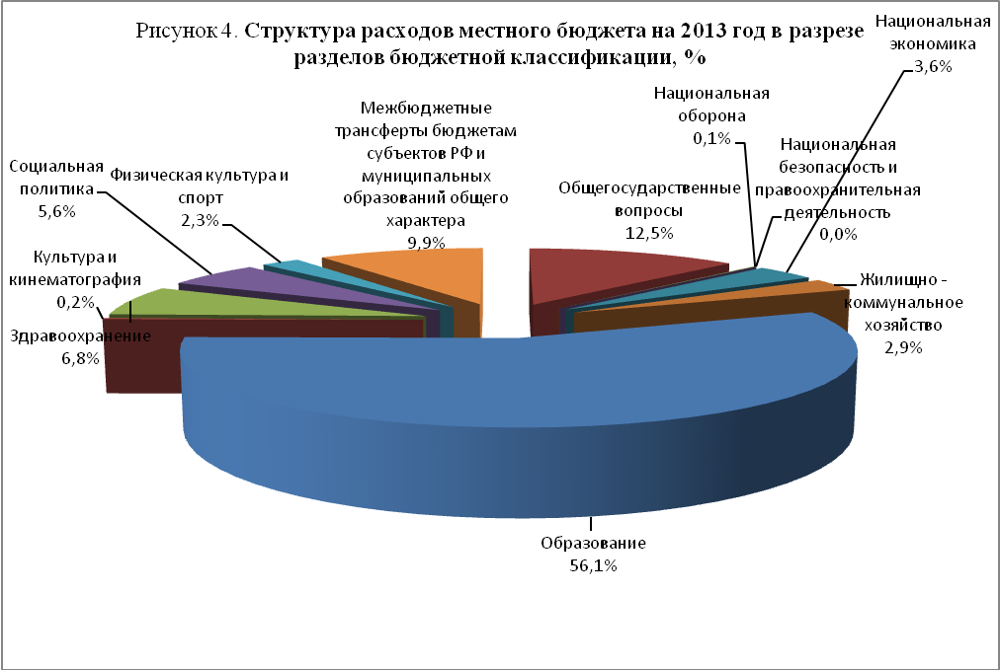 Рисунок 4. Структура расходов местного бюджета на 2013 год в разрезе
разделов бюджетной классификации, %
Национальная
экономика
3,6%
Национальная
оборона
0,1%
Межбюджетные
трансферты бюджетам
субъектов РФ и
муниципальных
образований общего
характера
9,9%
Национальная
безопасность и
правоохранительная
деятельность
0,0%
Социальная
политика
5,6%
Физическая культура и
спорт
2,3%
Общегосударственные
вопросы
12,5%
Культура и
кинематография
0,2%
Жилищно -
коммунальное
хозяйство
2,9%
Здравоохранение
6,8%
Образование
56,1%